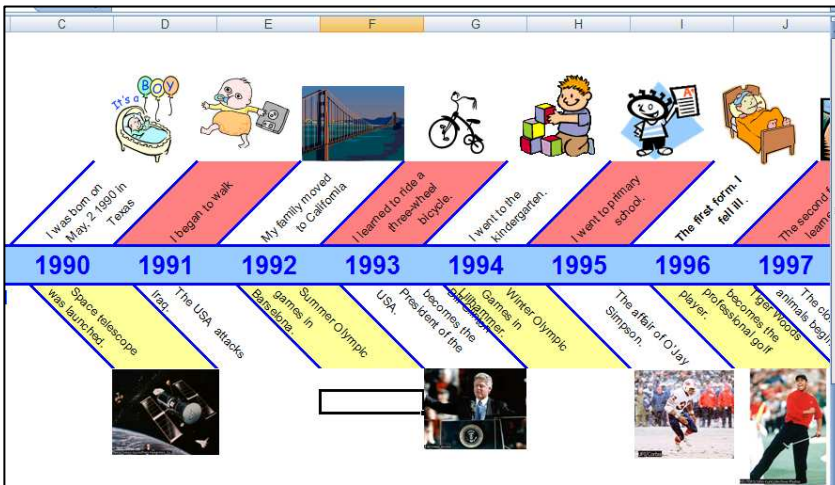 C D E F G H I J
It's a
BOY
I was born on
May. 2 1990 in
Texas
I began to walk
My family moved
to California
I learned to ride a
three-wheel
bicycle.
I went to the
kindergarten.
I went to primary
school.
The first form. I
fell ill .
The second
learne
1990 1991 1992 1993 1994 1995 1996 1997
Space telescope
was launched.
The USA attacks
Iraq.
Summer Olympic
games in
Barselona.
becomes the
President of the
USA.
Winter Olympic
Games in
Lillhammer.
The affair of O'Jay
Simpson.
Tiger Woods
becomes the
professional golf
player.
The clo
animals begin